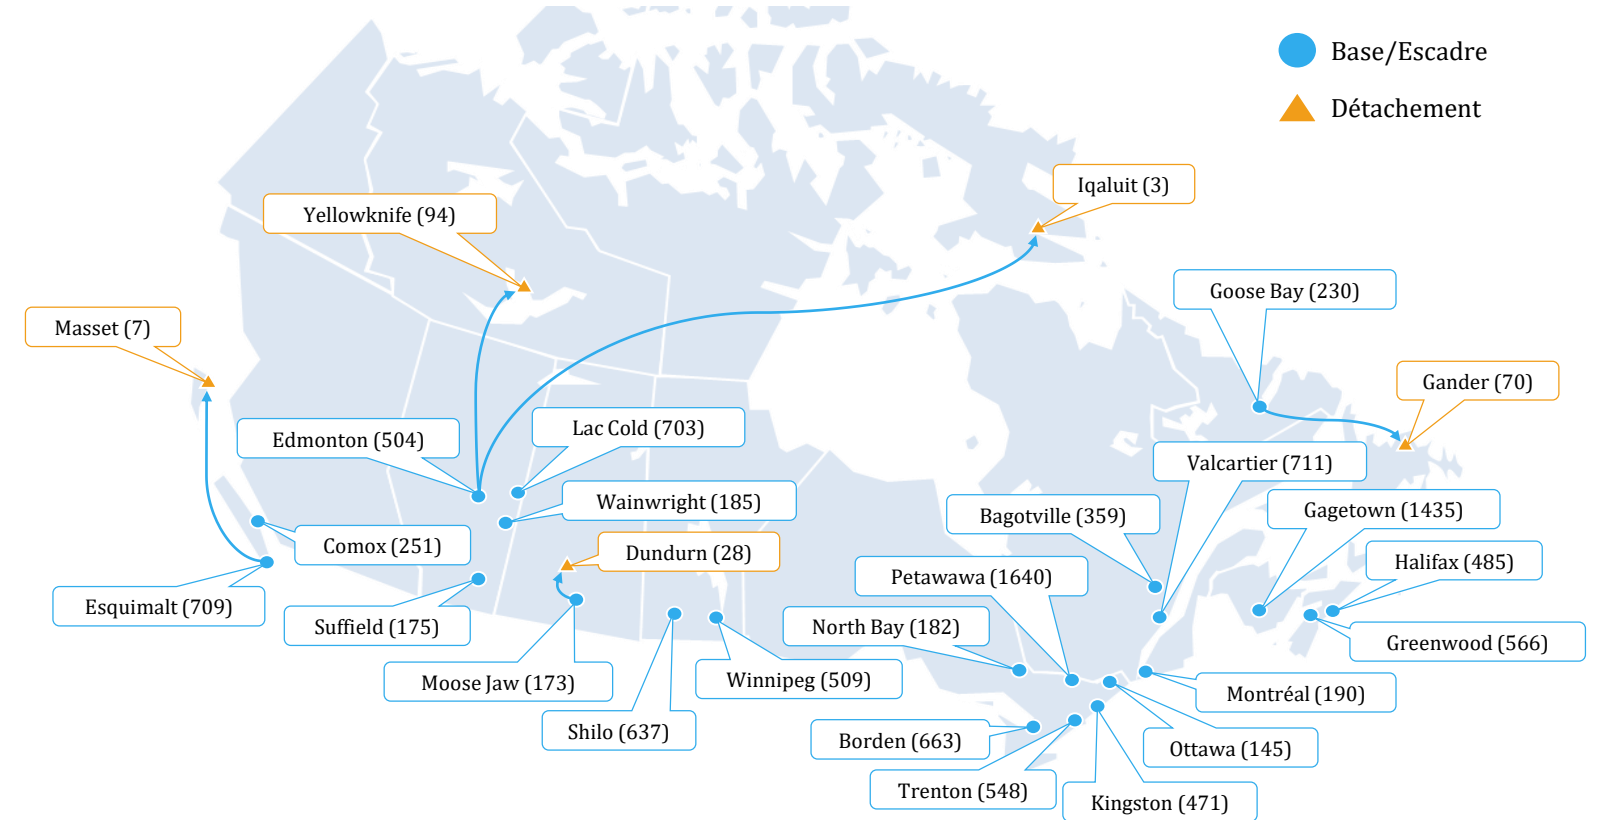 Base/Escadre
Détachement
Iqaluit (3)
Yellowknife (94)
Goose Bay (230)
Masset (7)
Gander (70)
Lac Cold (703)
Edmonton (504)
Valcartier (711)
Wainwright (185)
Gagetown (1435)
Bagotville (359)
Comox (251)
Dundurn (28)
Halifax (485)
Petawawa (1640)
Esquimalt (709)
Suffield (175)
North Bay (182)
Greenwood (566)
Moose Jaw (173)
Winnipeg (509)
Montréal (190)
Shilo (637)
Borden (663)
Ottawa (145)
Trenton (548)
Kingston (471)